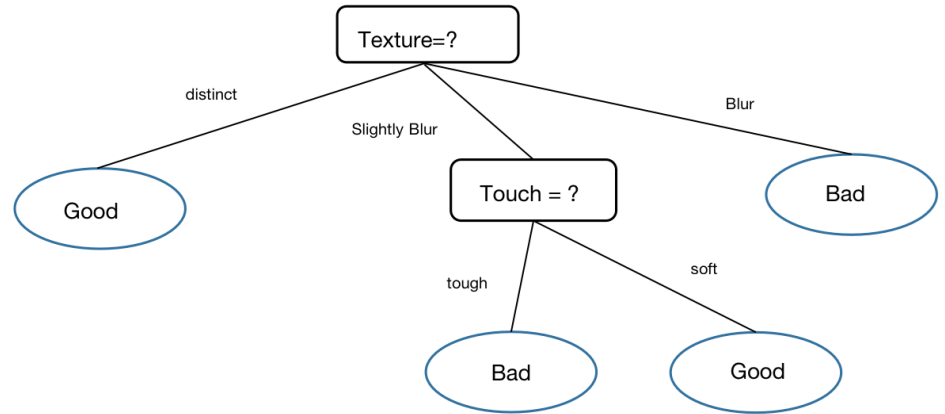 Texture=?
distinct
Blur
Slightly Blur
Good
Touch = ?
Bad
tough
soft
Bad
Good